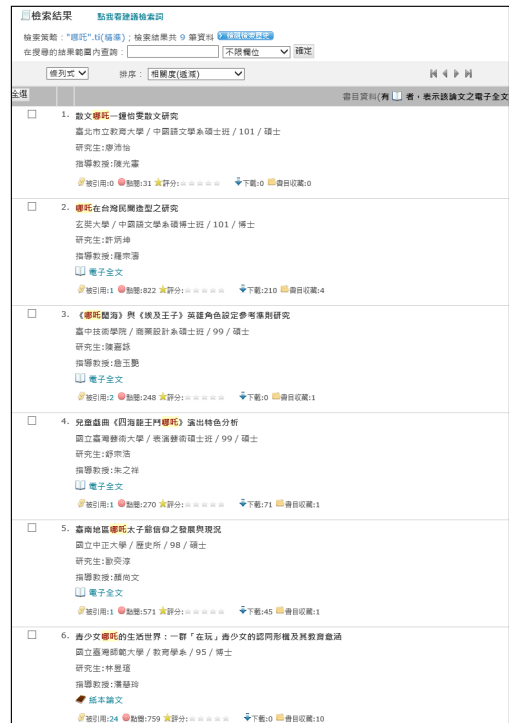 檢索結果 點我看建議檢索詞
檢索策略："哪吒".ti(精準)；檢索結果共 9 筆資料 檢視檢索歷史
在搜尋的結果範圍內查詢： 不限欄位 確定
條列式 排序： 相關度(遞減)
全選 書目資料(有 者，表示該論文之電子全文
1. 散文哪吒─鍾怡雯散文研究
臺北市立教育大學 / 中國語文學系碩士班 / 101 / 碩士
研究生:廖沛怡
指導教授:陳光憲
被引用:0 點閱:31 評分: 下載:0 書目收藏:0
2. 哪吒在台灣民間造型之研究
玄奘大學 / 中國語文學系碩博士班 / 101 / 博士
研究生:許炳坤
指導教授:羅宗濤
電子全文
被引用:1 點閱:822 評分: 下載:210 書目收藏:4
3. 《哪吒鬧海》與《埃及王子》英雄角色設定參考準則研究
臺中技術學院 / 商業設計系碩士班 / 99 / 碩士
研究生:陳嘉銘
指導教授:詹玉艷
電子全文
被引用:2 點閱:248 評分: 下載:0 書目收藏:1
4. 兒童戲曲《四海龍王鬥哪吒》演出特色分析
國立臺灣藝術大學 / 表演藝術碩士班 / 99 / 碩士
研究生:舒宗浩
指導教授:朱之祥
電子全文
被引用:1 點閱:270 評分: 下載:71 書目收藏:1
5. 臺南地區哪吒太子爺信仰之發展與現況
國立中正大學 / 歷史所 / 98 / 碩士
研究生:歐奕淳
指導教授:顏尚文
電子全文
被引用:1 點閱:571 評分: 下載:45 書目收藏:1
6. 青少女哪吒的生活世界：一群「在玩」青少女的認同形構及其教育意涵
國立臺灣師範大學 / 教育學系 / 95 / 博士
研究生:林昱瑄
指導教授:潘慧玲
紙本論文
被引用:24 點閱:759 評分: 下載:0 書目收藏:10